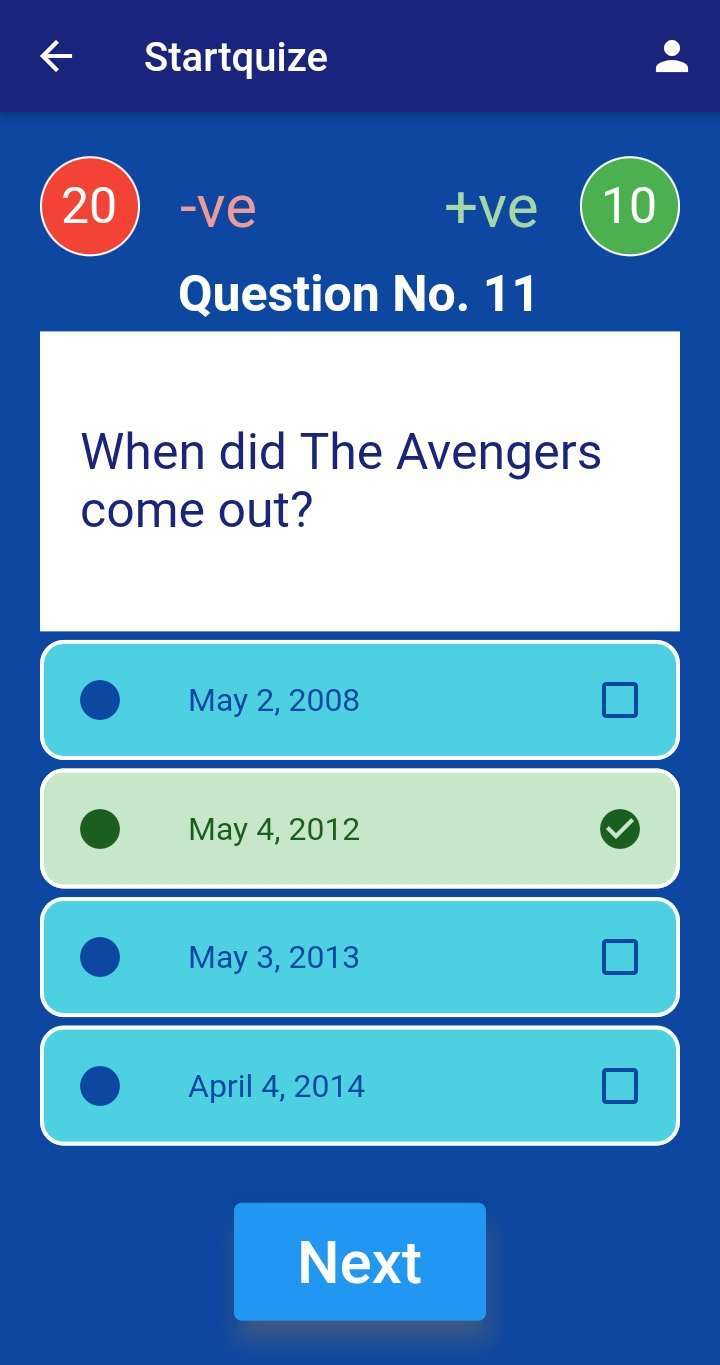 Startquize
20 -ve +ve 10
Question No. 11
When did The Avengers
come out?
May 2, 2008
May 4, 2012
May 3, 2013
April 4, 2014
Next